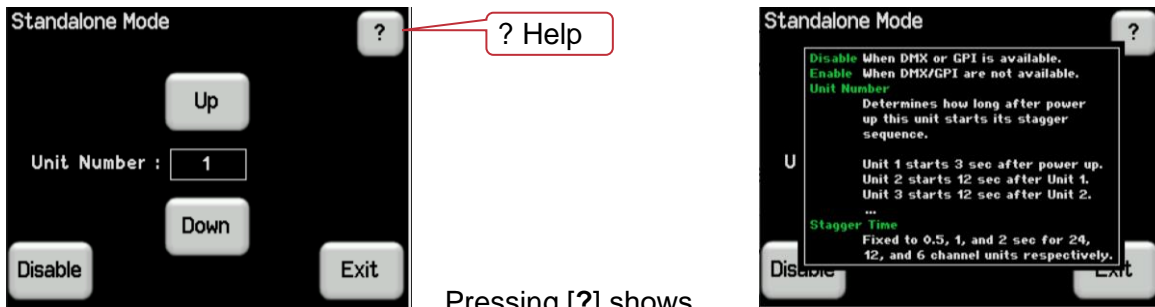 Standalone Mode
?
Up
Unit Number : 1
Down
Disable
Exit
? Help
Pressing [?] shows
Standalone Mode
?
Disable When DMX or GPI is available.
Enable When DMX/GPI are not available.
Unit Number
Determines how long after power
up this unit starts its stagger
sequence.
U
Unit 1 starts 3 sec after power up.
Unit 2 starts 12 sec after Unit 1.
Unit 3 starts 12 sec after Unit 2.
...
Stagger Time
Fixed to 0.5, 1, and 2 sec for 24,
12, and 6 channel units respectively.
Disable
Exit